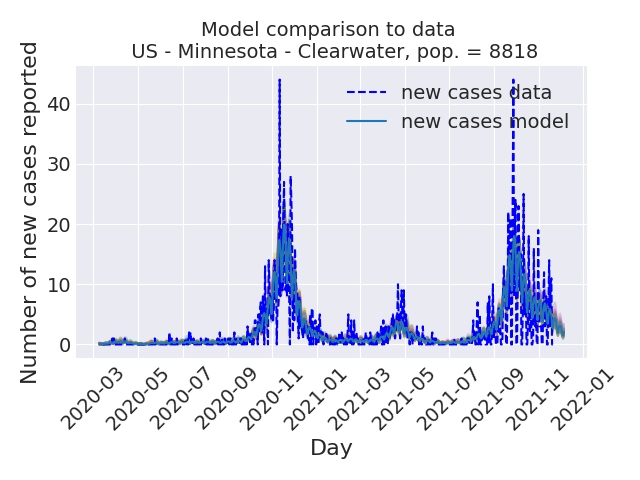 Model comparison to data
US - Minnesota - Clearwater, pop. = 8818
Number of new cases reported
40
30
20
10
0
new cases data
new cases model
2020-03
2020-05
2020-07
2020-09
2020-11
2021-01
2021-03
2021-05
2021-07
2021-09
2021-11
2022-01
Day